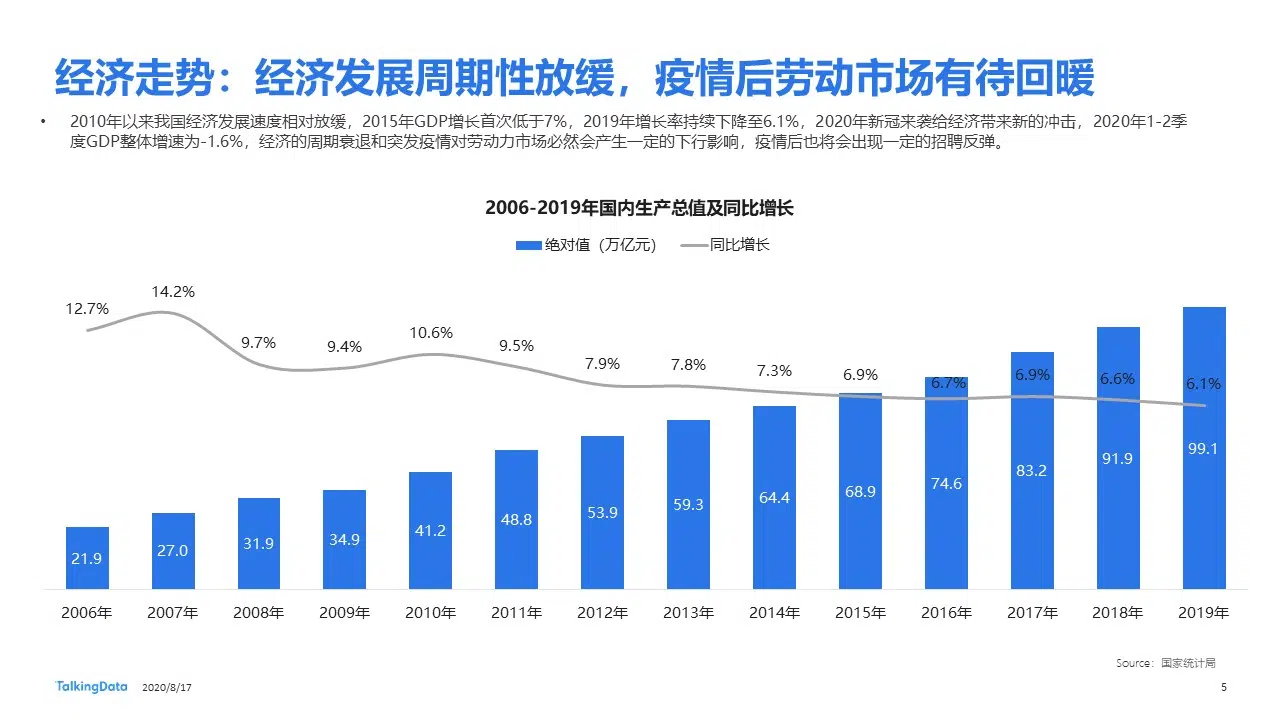 经济走势：经济发展周期性放缓，疫情后劳动市场有待回暖
• 2010年以来我国经济发展速度相对放缓，2015年GDP增长首次低于7%，2019年增长率持续下降至6.1%，2020年新冠来袭给经济带来新的冲击，2020年1-2季
度GDP整体增速为-1.6%，经济的周期衰退和突发疫情对劳动力市场必然会产生一定的下行影响，疫情后也将会出现一定的招聘反弹。
2006-2019年国内生产总值及同比增长
绝对值（万亿元） 同比增长
12.7% 14.2% 9.7% 9.4% 10.6% 9.5% 7.9% 7.8% 7.3% 6.9% 6.7% 6.9% 6.6% 6.1%
21.9 27.0 31.9 34.9 41.2 48.8 53.9 59.3 64.4 68.9 74.6 83.2 91.9 99.1
2006年 2007年 2008年 2009年 2010年 2011年 2012年 2013年 2014年 2015年 2016年 2017年 2018年 2019年
Source：国家统计局
TalkingData 2020/8/17 5